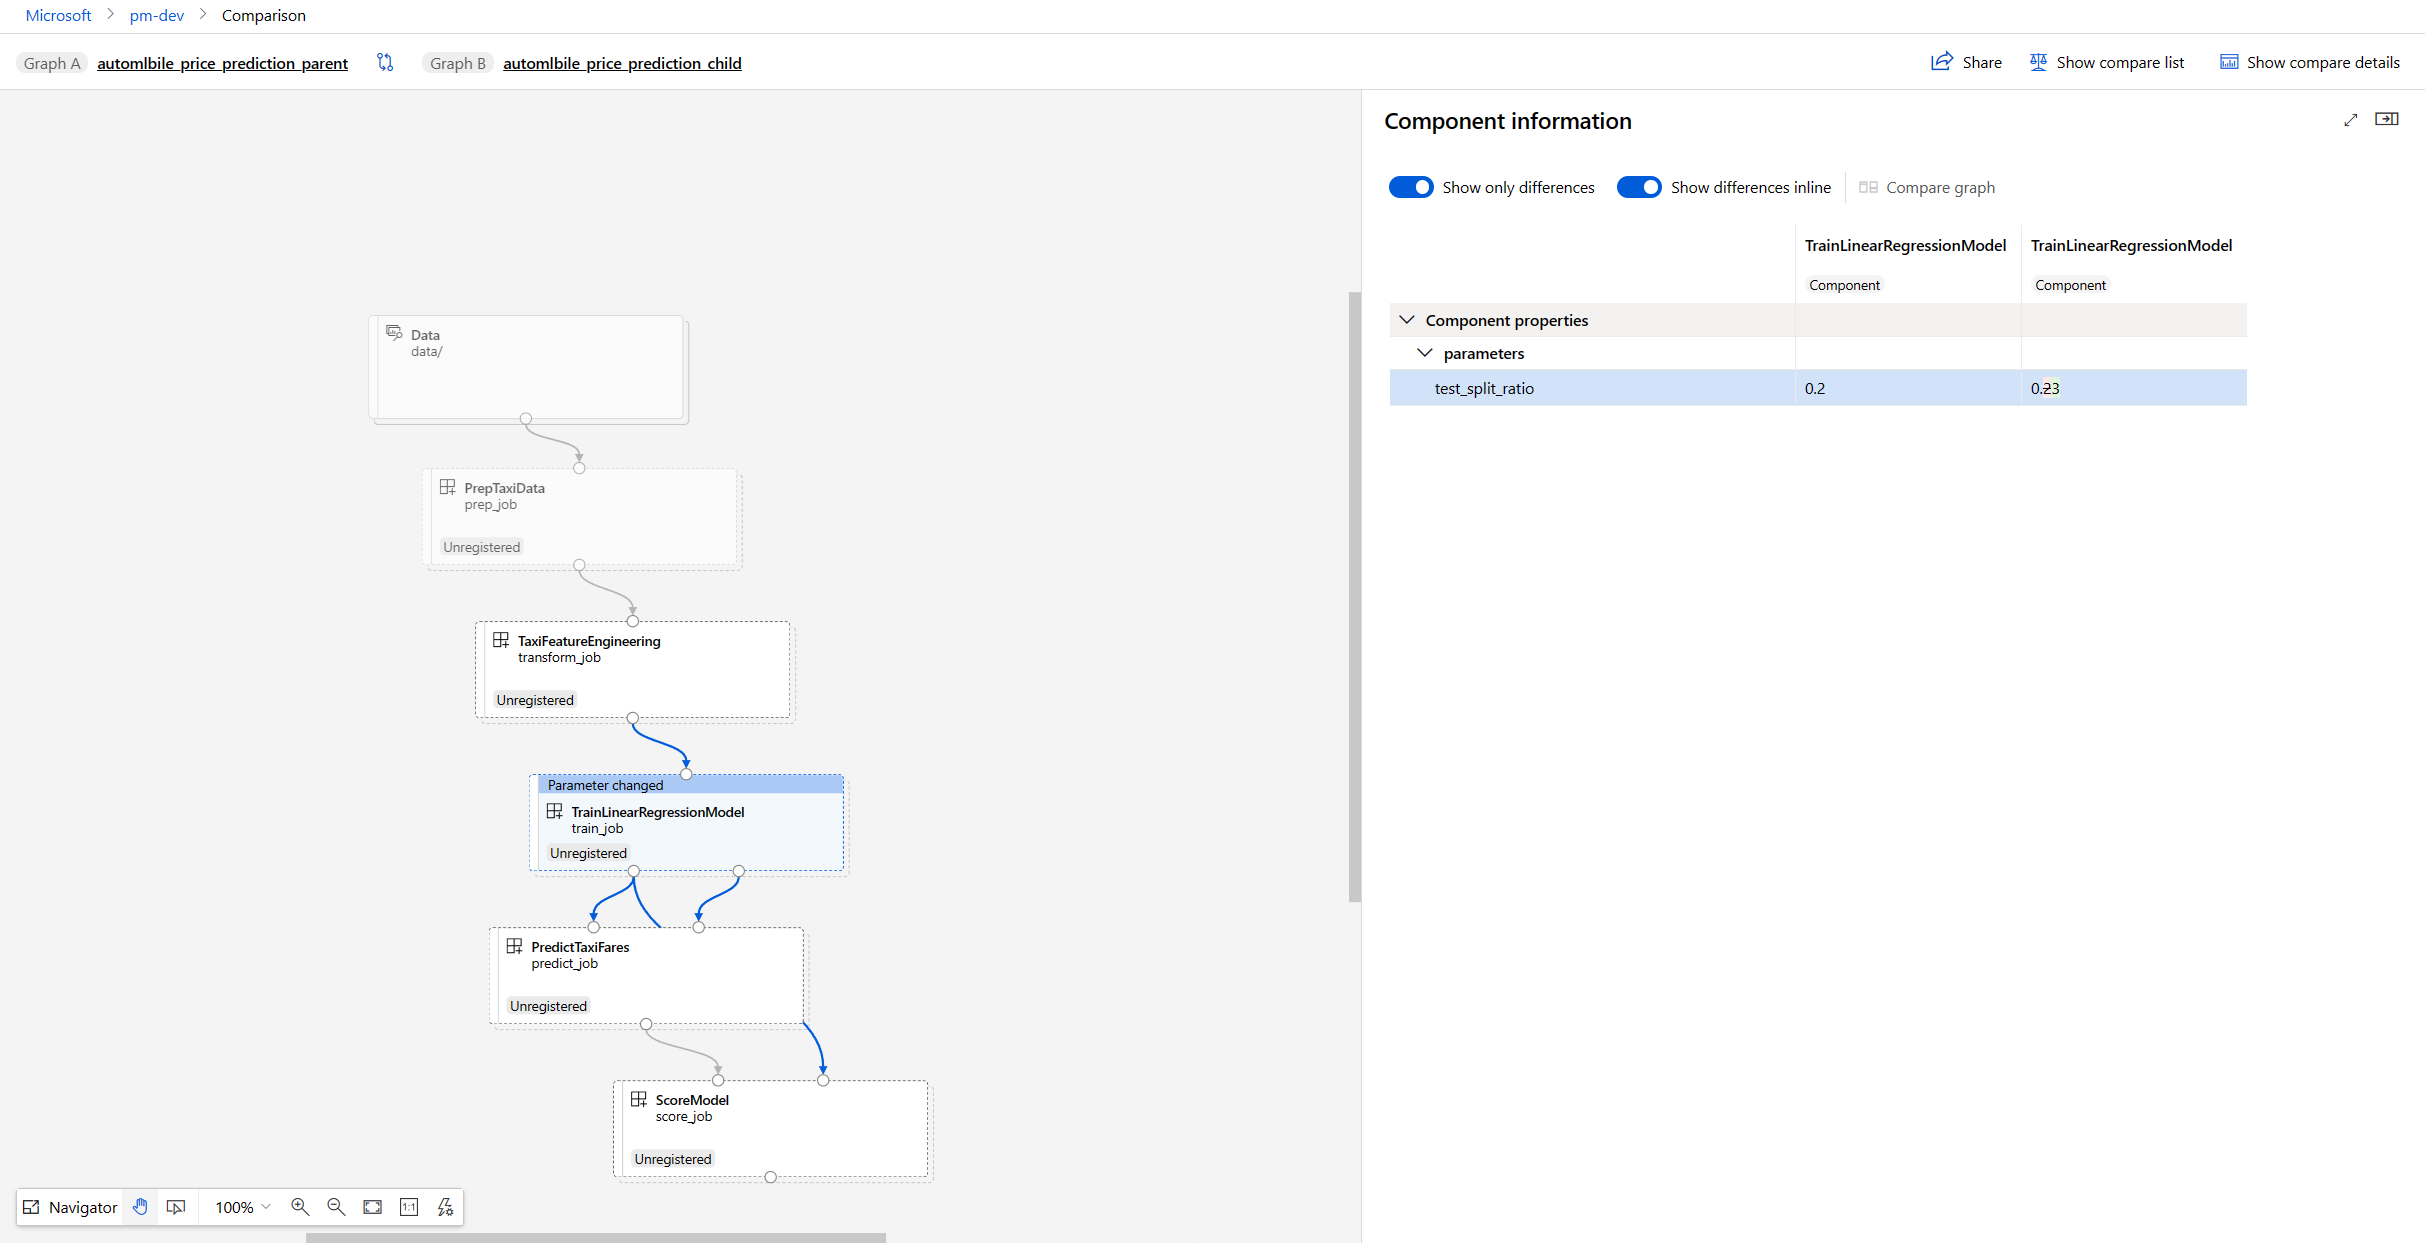 Microsoft > pm-dev > Comparison
Graph A automlbile_price_prediction_parent Graph B automlbile_price_prediction_child Share Show compare list Show compare details
Component information
Show only differences Show differences inline Compare graph
TrainLinearRegressionModel TrainLinearRegressionModel
Component Component
Component properties
parameters
test_split_ratio 0.2 0.23
Data
data/
PrepTaxiData
prep_job
Unregistered
TaxiFeatureEngineering
transform_job
Unregistered
Parameter changed
TrainLinearRegressionModel
train_job
Unregistered
PredictTaxiFares
predict_job
Unregistered
ScoreModel
score_job
Unregistered
Navigator 100% 1:1